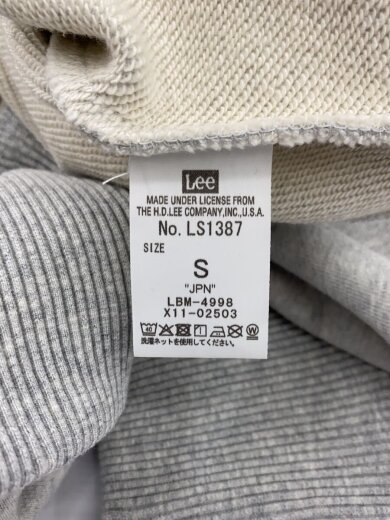 Lee
MADE UNDER LICENSE FROM
THE H.D.LEE COMPANY,INC.,U.S.A.
No. LS1387
SIZE
S
"JPN"
LBM-4998
X11-02503
洗濯ネットを使用してください。